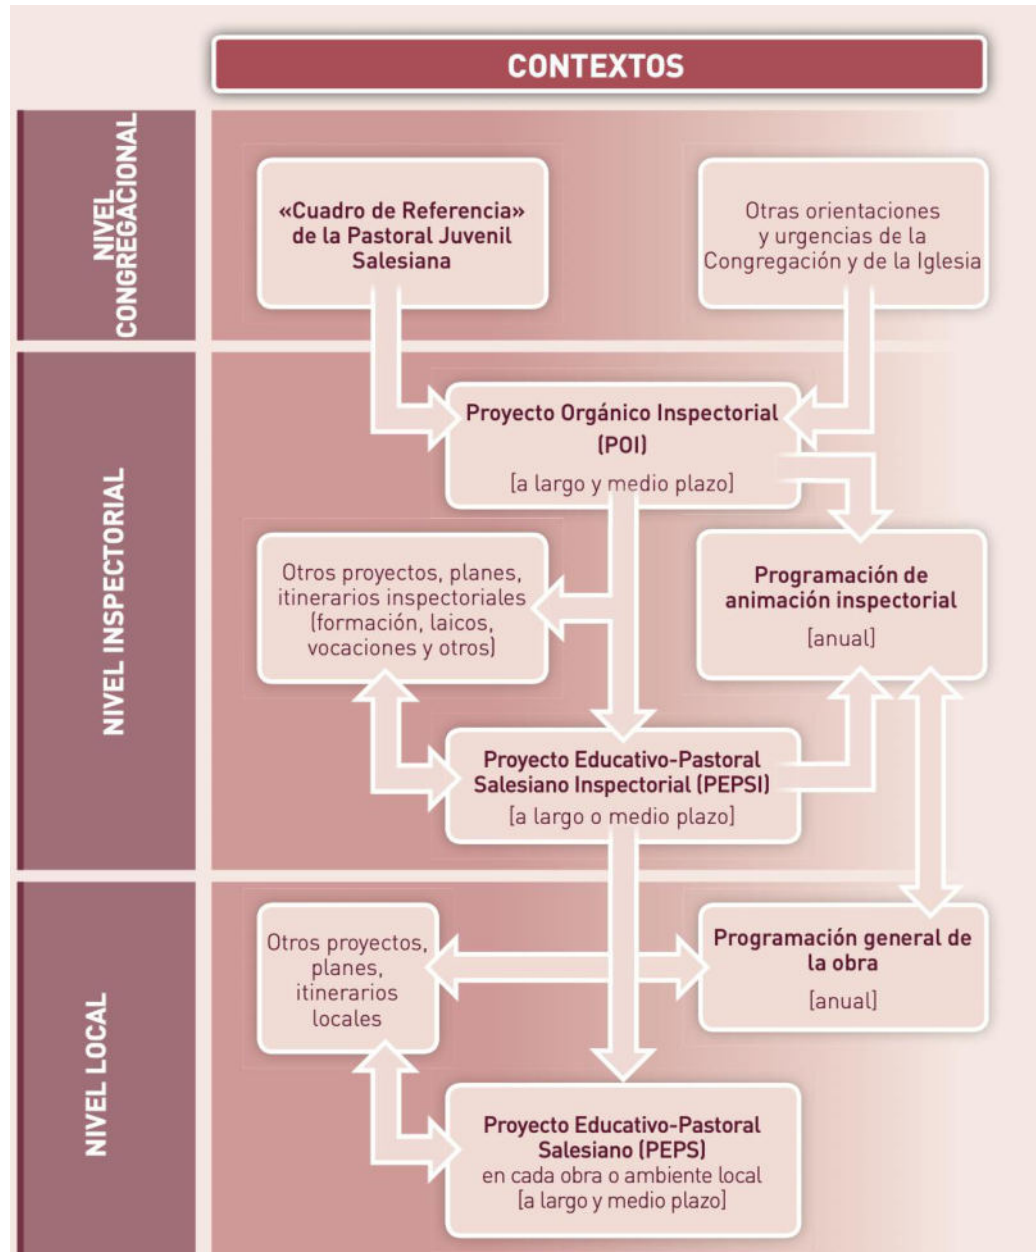 CONTEXTOS
NIVEL
CONGREGACIONAL
«Cuadro de Referencia»
de la Pastoral Juvenil
Salesiana
Otras orientaciones
y urgencias de la
Congregación y de la Iglesia
NIVEL INSPECTORIAL
Proyecto Orgánico Inspectorial
(POI)
[a largo y medio plazo]
Otros proyectos, planes,
itinerarios inspectoriales
(formación, laicos,
vocaciones y otros)
Programación de
animación inspectorial
[anual]
Proyecto Educativo-Pastoral
Salesiano Inspectorial (PEPSI)
[a largo o medio plazo]
NIVEL LOCAL
Otros proyectos,
planes,
itinerarios
locales
Programación general de
la obra
[anual]
Proyecto Educativo-Pastoral
Salesiano (PEPS)
en cada obra o ambiente local
[a largo y medio plazo]